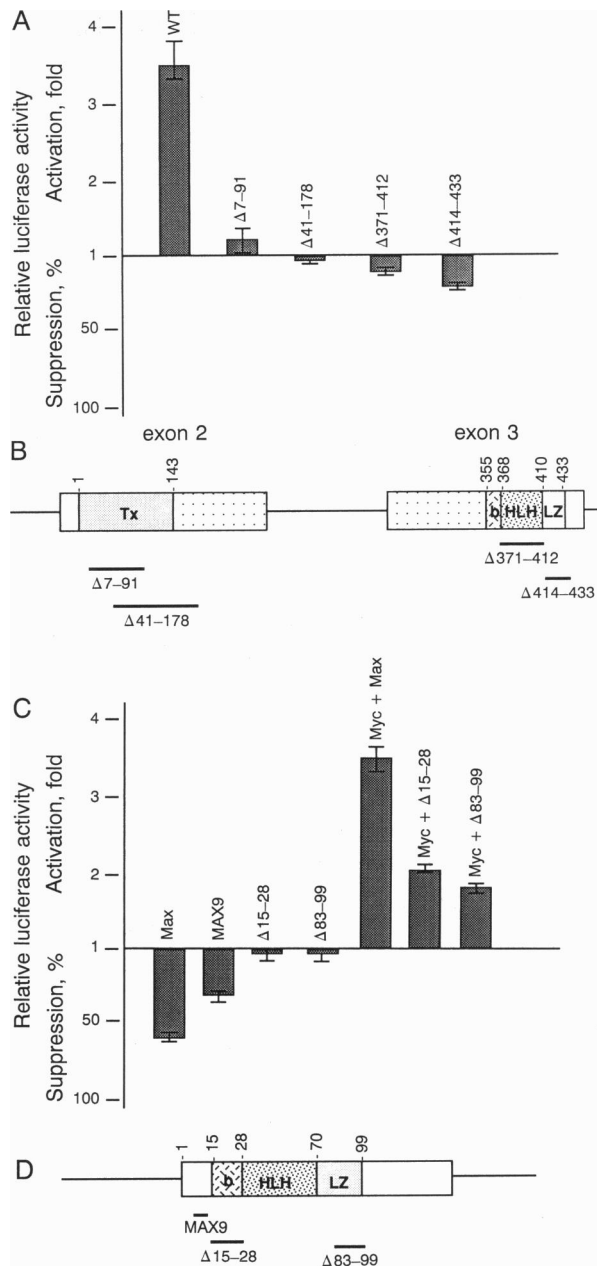 A
Relative luciferase activity
Suppression, %    Activation, fold
4
3
2
1
50
100
WT
Δ7–91
Δ41–178
Δ371–412
Δ414–433
B
exon 2
exon 3
1
143
355
368
410
433
Tx
b
HLH
LZ
Δ7–91
Δ41–178
Δ371–412
Δ414–433
C
Relative luciferase activity
Suppression, %    Activation, fold
4
3
2
1
50
100
Max
MAX9
Δ15–28
Δ83–99
Myc + Max
Myc + Δ15–28
Myc + Δ83–99
D
1
15
28
70
99
b
HLH
LZ
MAX9
Δ15–28
Δ83–99